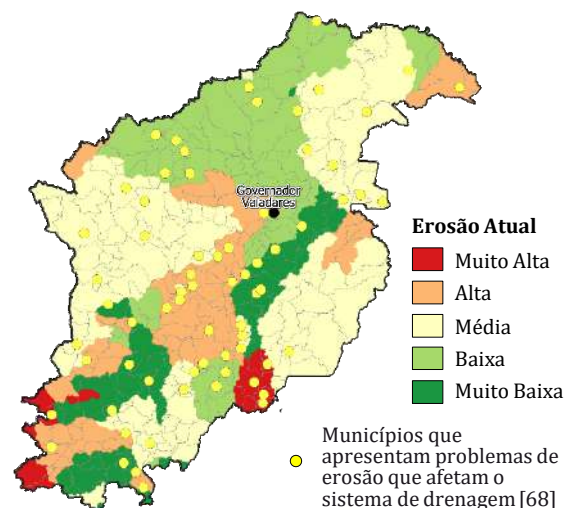 Governador
Valadares
Erosão Atual
Muito Alta
Alta
Média
Baixa
Muito Baixa
Municípios que
apresentam problemas de
erosão que afetam o
sistema de drenagem [68]